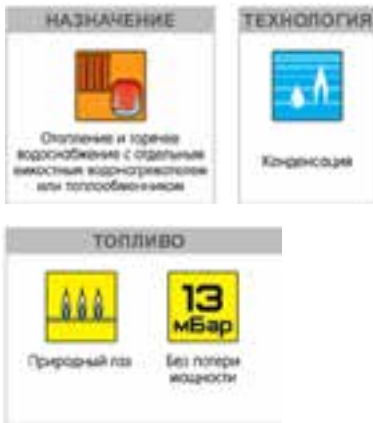 НАЗНАЧЕНИЕ
Отопление и горячее
водоснабжение с отдельным
емкостным водонагревателем
или теплообменником
ТЕХНОЛОГИЯ
Конденсация
ТОПЛИВО
Природный газ
13
мБар
Без потери
мощности